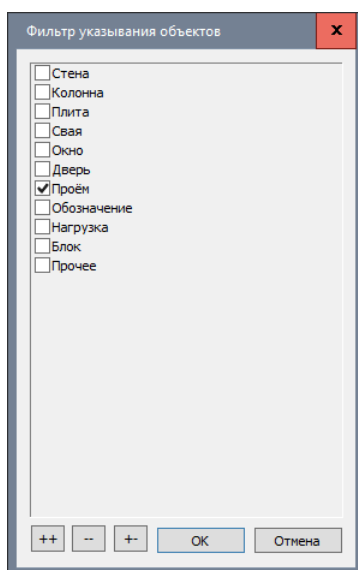 Фильтр указывания объектов
x
Стена
Колонна
Плита
Свая
Окно
Дверь
Проём
Обозначение
Нагрузка
Блок
Прочее
++ -- +- OK Отмена